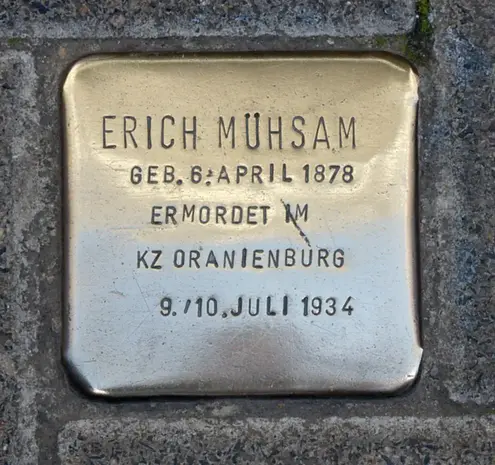 ERICH MÜHSAM
GEB. 6. APRIL 1878
ERMORDET IM
KZ ORANIENBURG
9./10. JULI 1934